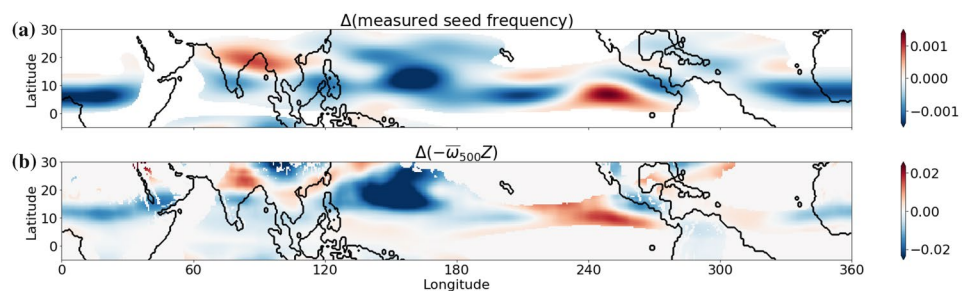 Δ(measured seed frequency)
(a)
30
20
10
0
Latitude
0.001
0.000
−0.001
Δ(−ω̅₅₀₀Z)
(b)
30
20
10
0
Latitude
0.02
0.00
−0.02
0 60 120 180 240 300 360
Longitude